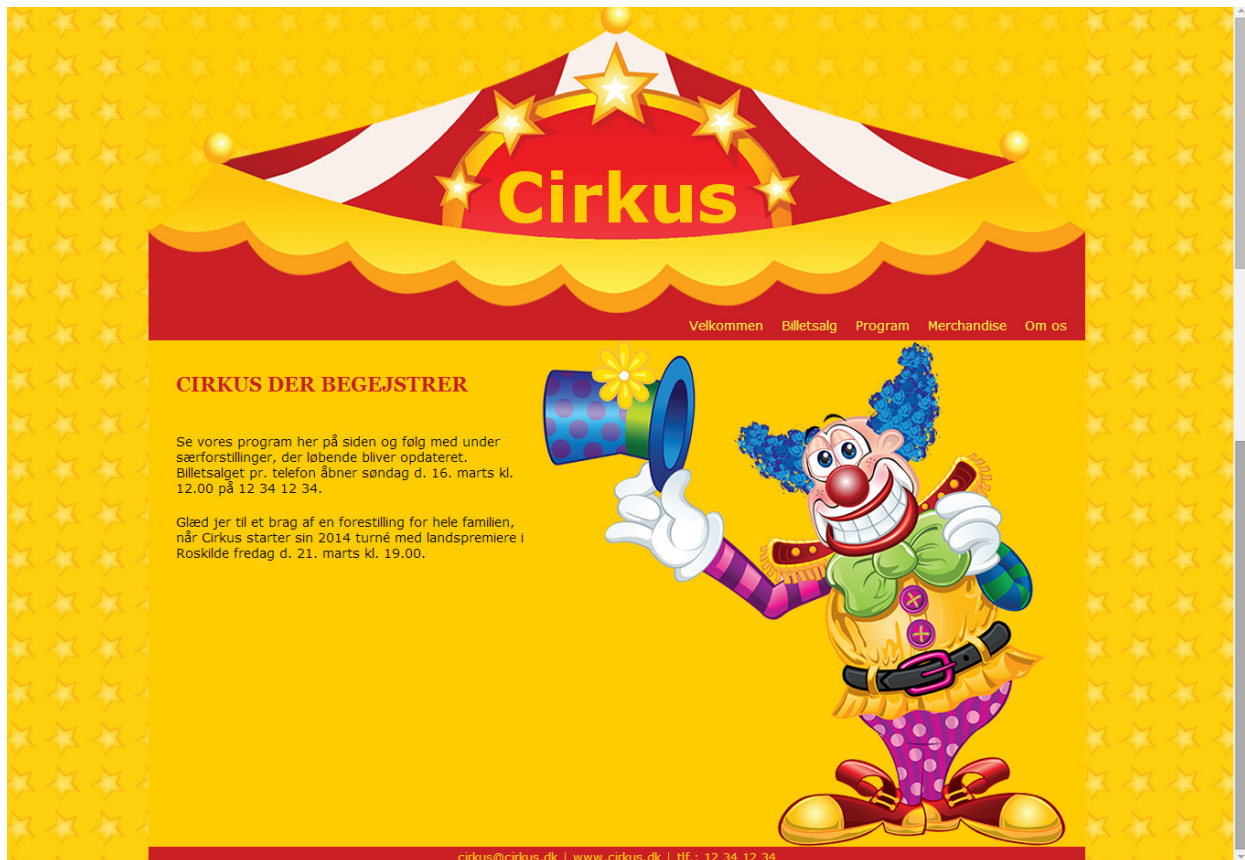 Cirkus
Velkommen Billetsalg Program Merchandise Om os
CIRKUS DER BEGEJSTRER
Se vores program her på siden og følg med under
særforstillinger, der løbende bliver opdateret.
Billetsalget pr. telefon åbner søndag d. 16. marts kl.
12.00 på 12 34 12 34.
Glæd jer til et brag af en forestilling for hele familien,
når Cirkus starter sin 2014 turné med landspremiere i
Roskilde fredag d. 21. marts kl. 19.00.
cirkus@cirkus.dk | www.cirkus.dk | tlf.: 12 34 12 34